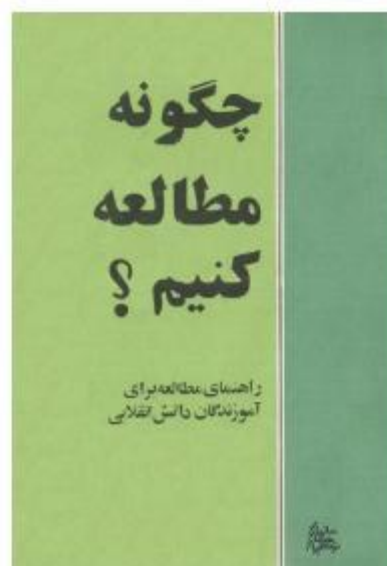 چگونه
مطالعه
کنیم ؟
راهنمای مطالعه برای
آموزندگان دانش انقلابی